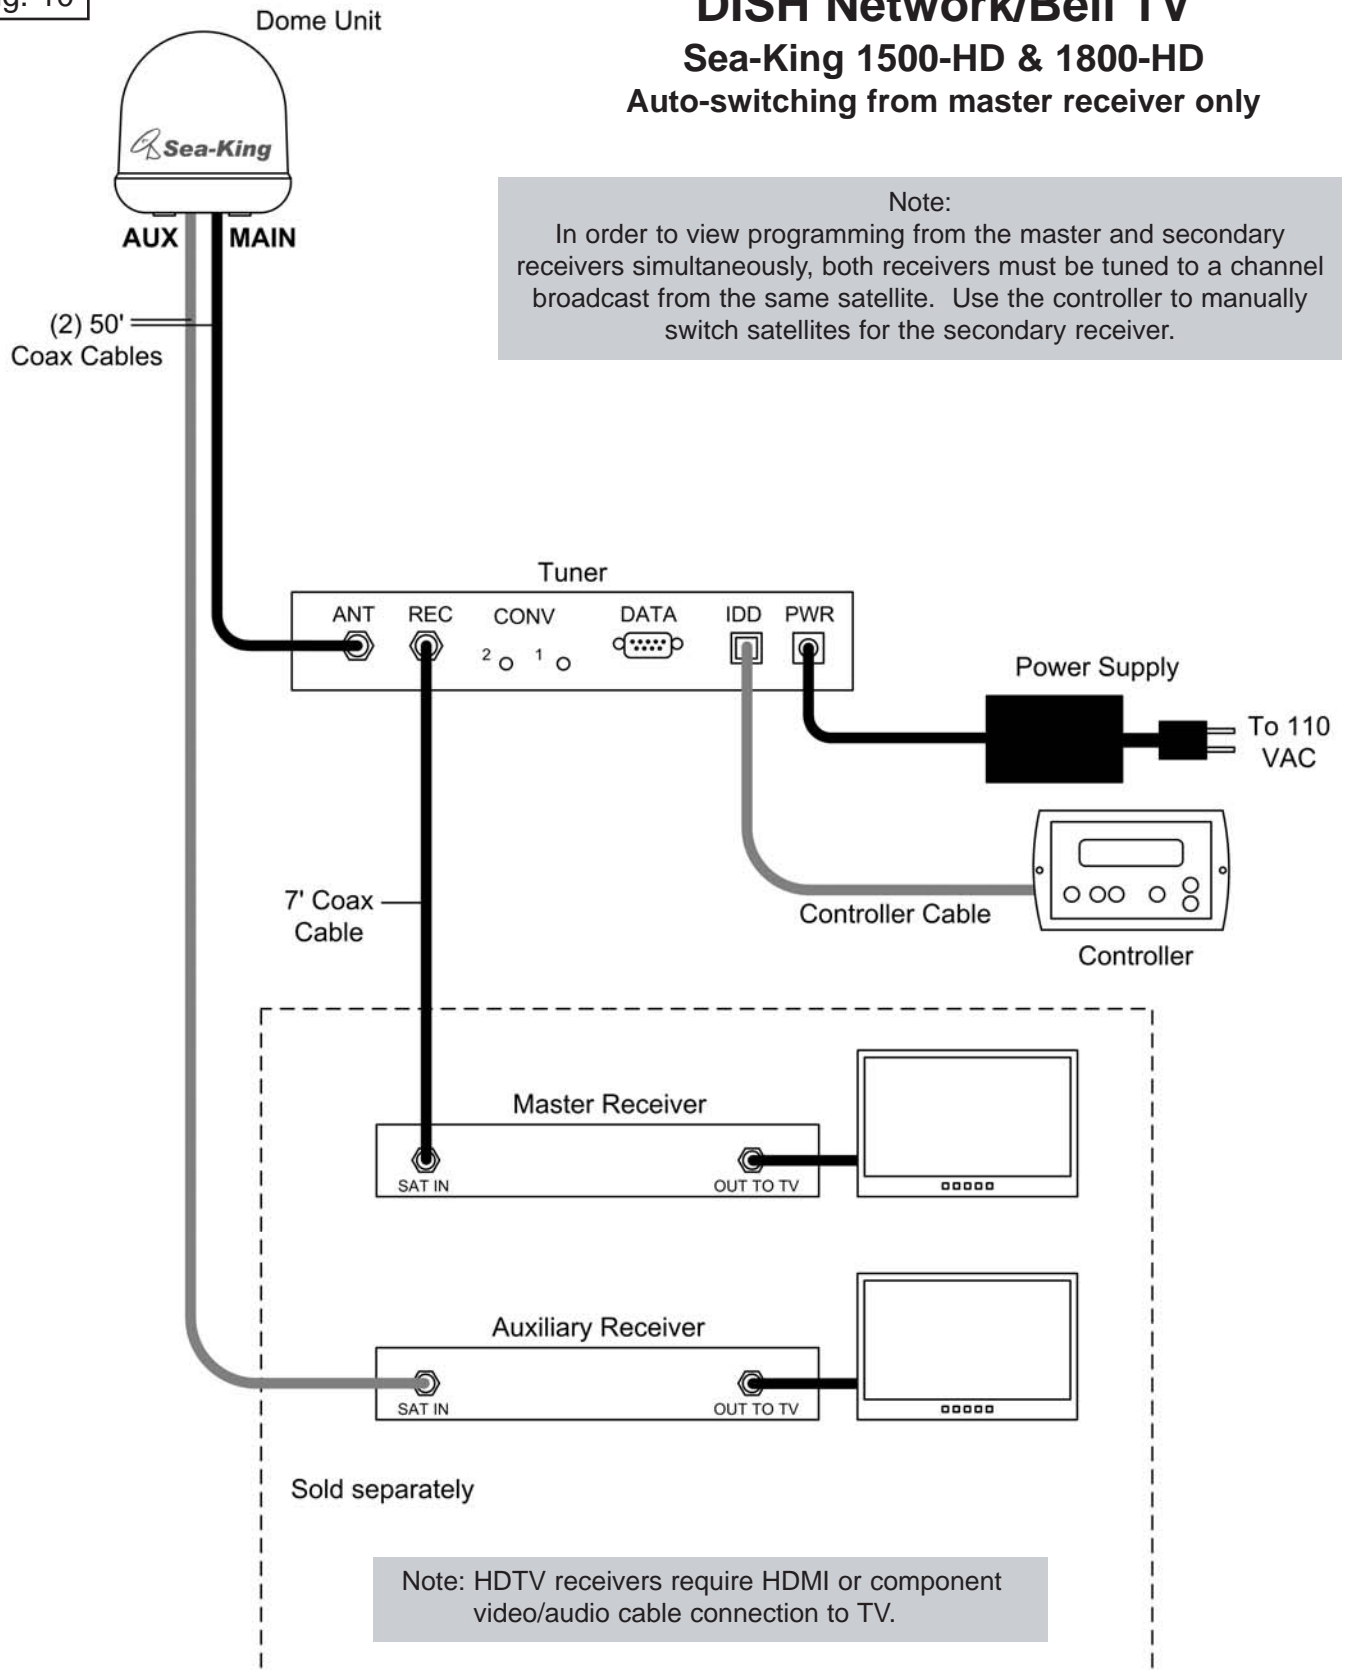 Dome Unit
DISH Network/Bell TV
Sea-King 1500-HD & 1800-HD
Auto-switching from master receiver only
Sea-King
AUX
MAIN
Note:
In order to view programming from the master and secondary
receivers simultaneously, both receivers must be tuned to a channel
broadcast from the same satellite. Use the controller to manually
switch satellites for the secondary receiver.
(2) 50'
Coax Cables
Tuner
ANT REC CONV DATA IDD PWR
2 1
Power Supply
To 110
VAC
7' Coax
Cable
Controller Cable
Controller
Master Receiver
SAT IN
OUT TO TV
Auxiliary Receiver
SAT IN
OUT TO TV
Sold separately
Note: HDTV receivers require HDMI or component
video/audio cable connection to TV.